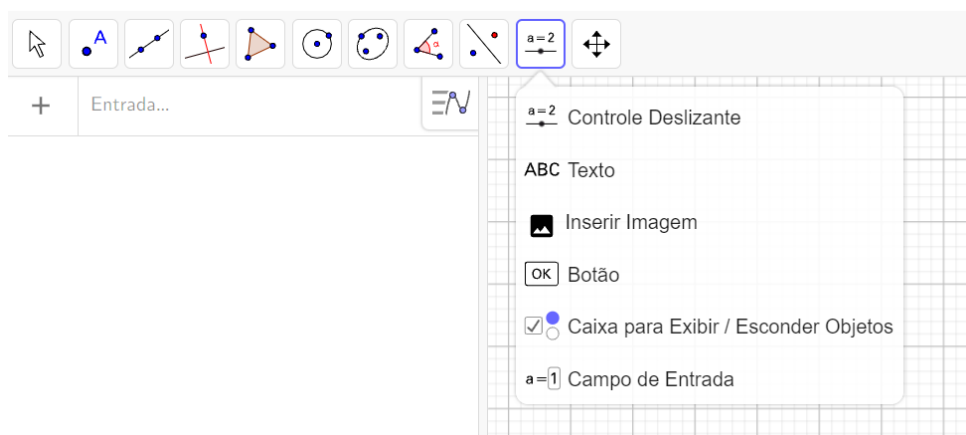 A
α
a=2
+ Entrada...
a=2 Controle Deslizante
ABC Texto
Inserir Imagem
OK Botão
Caixa para Exibir / Esconder Objetos
a=1 Campo de Entrada